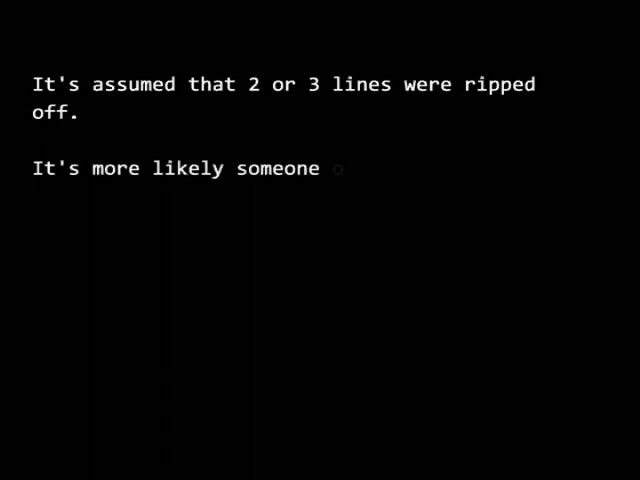 It's assumed that 2 or 3 lines were ripped
off.
It's more likely someone o